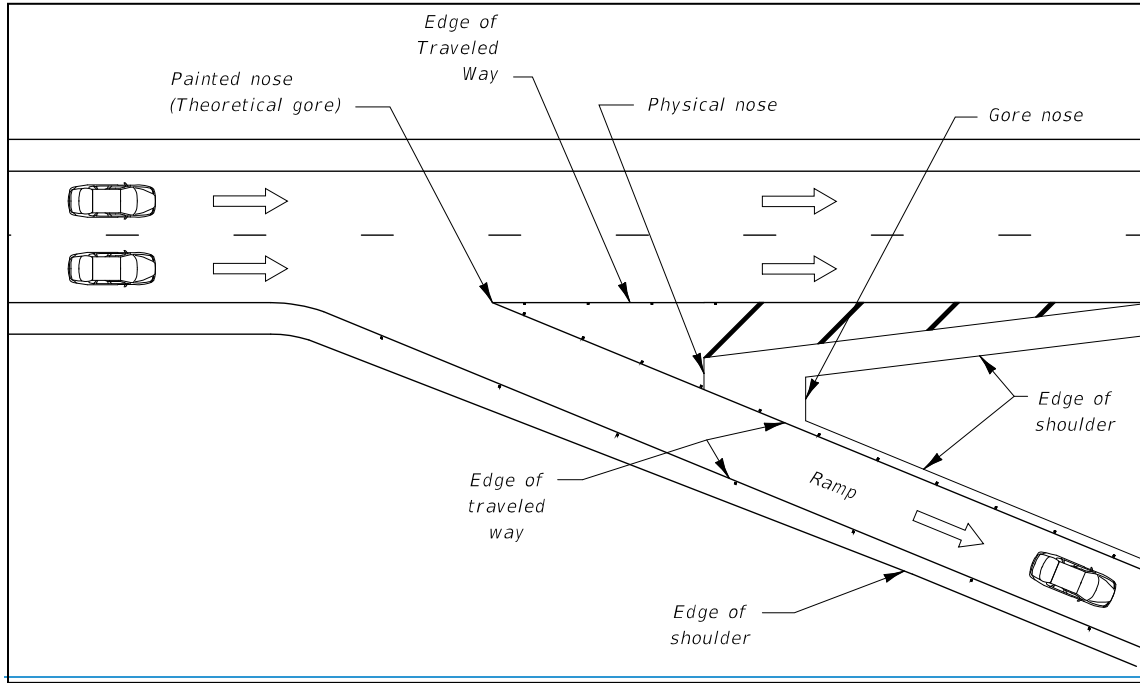 Edge of
Traveled
Way
Painted nose
(Theoretical gore)
Physical nose
Gore nose
Edge of
shoulder
Edge of
traveled
way
Ramp
Edge of
shoulder